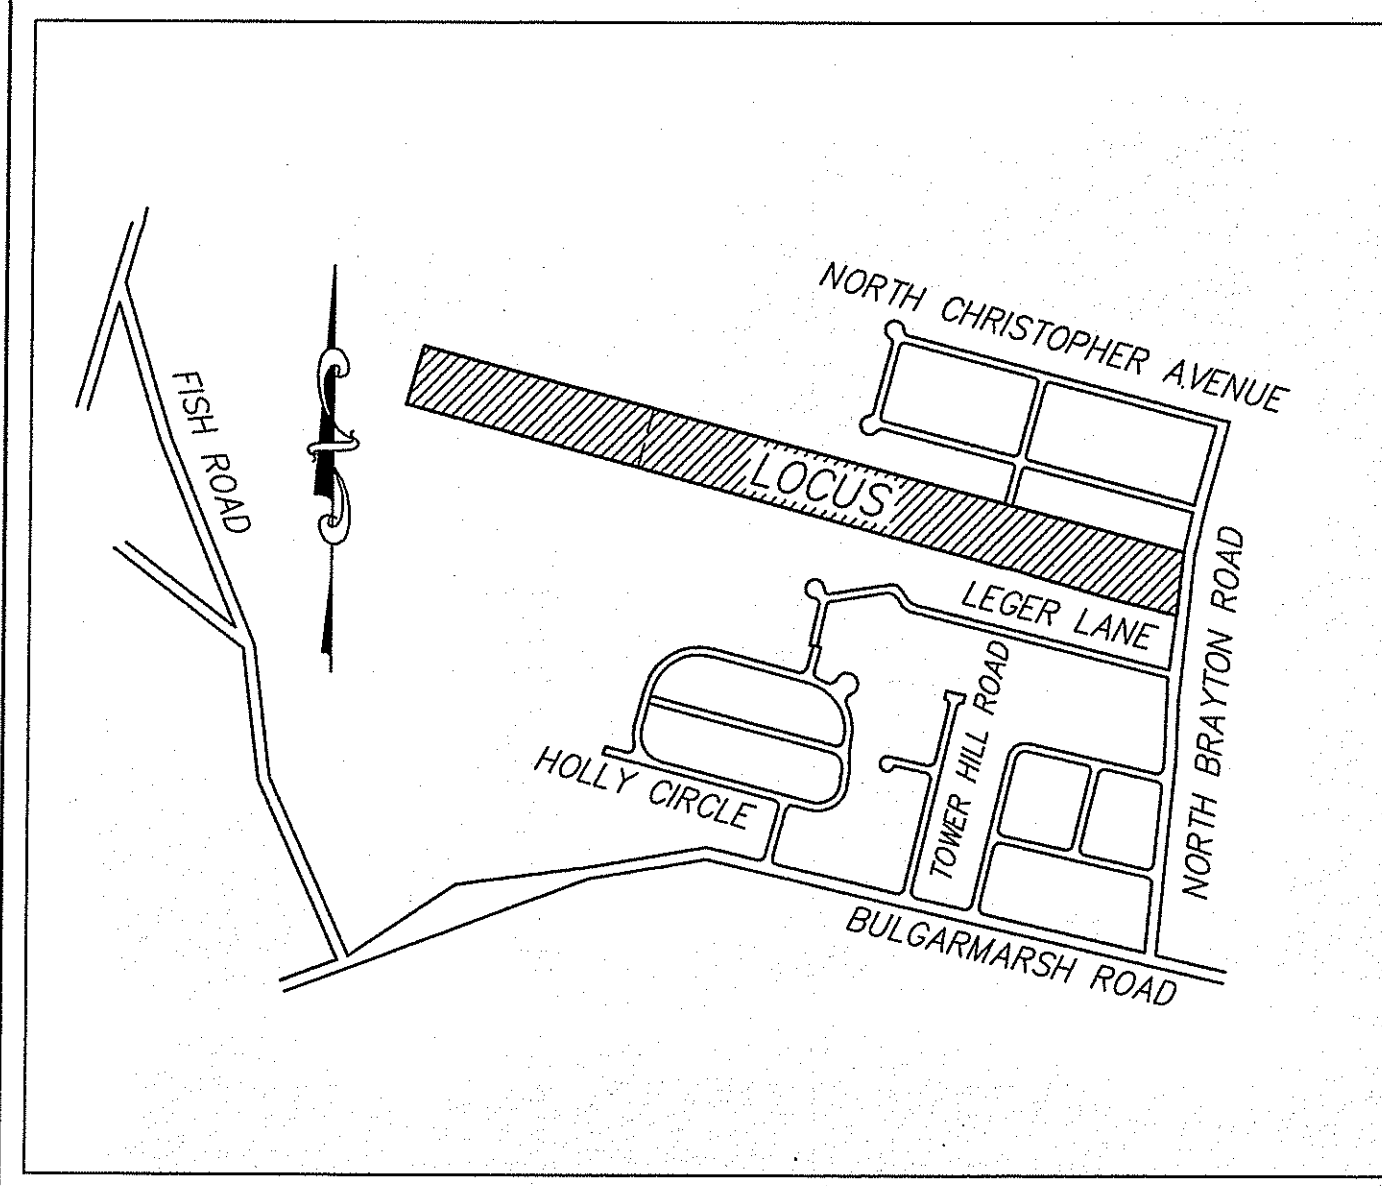 NORTH CHRISTOPHER AVENUE
FISH ROAD
LOCUS
LEGER LANE
NORTH BRAYTON ROAD
TOWER HILL ROAD
HOLLY CIRCLE
BULGARMARSH ROAD